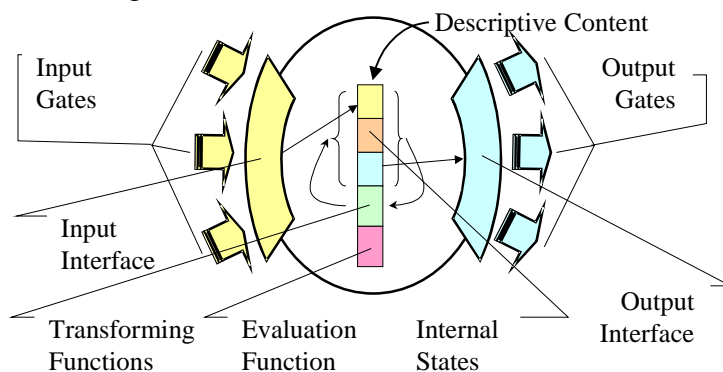 Descriptive Content
Input
Gates
Output
Gates
Input
Interface
Output
Interface
Transforming
Functions
Evaluation
Function
Internal
States